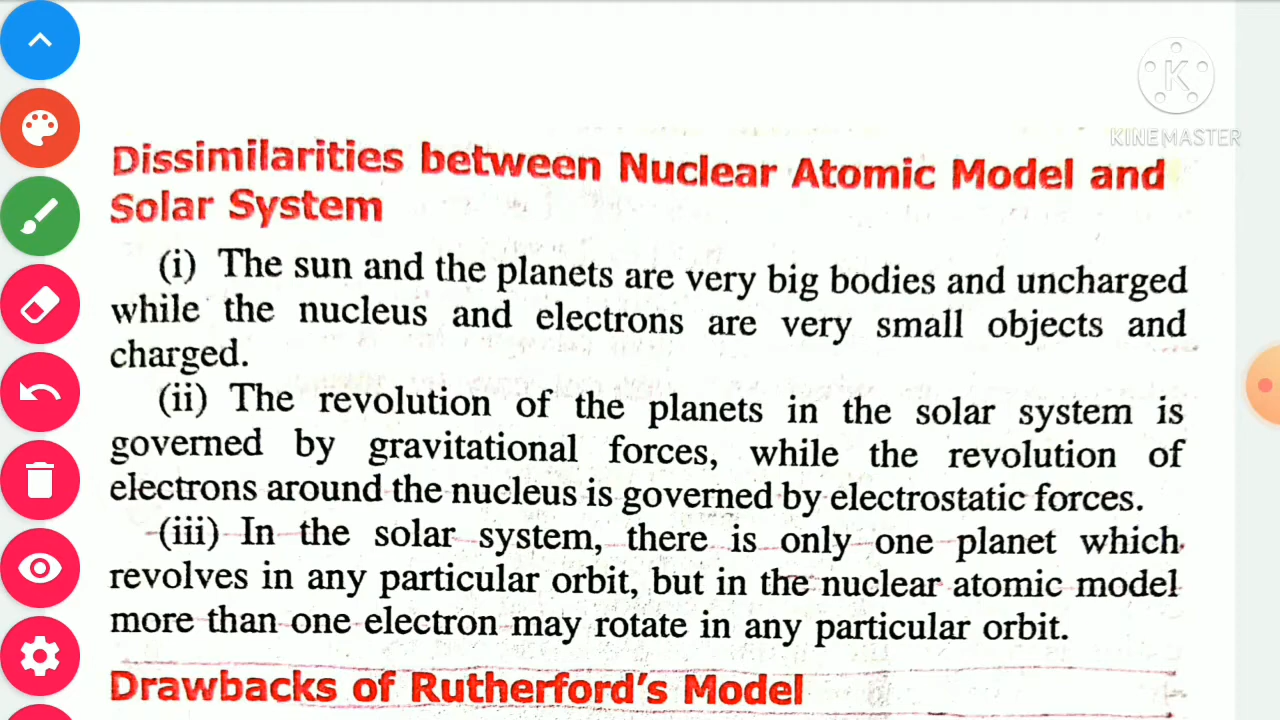 K
KINEMASTER
Dissimilarities between Nuclear Atomic Model and
Solar System
(i) The sun and the planets are very big bodies and uncharged
while the nucleus and electrons are very small objects and
charged.
(ii) The revolution of the planets in the solar system is
governed by gravitational forces, while the revolution of
electrons around the nucleus is governed by electrostatic forces.
(iii) In the solar system, there is only one planet which
revolves in any particular orbit, but in the nuclear atomic model
more than one electron may rotate in any particular orbit.
Drawbacks of Rutherford's Model